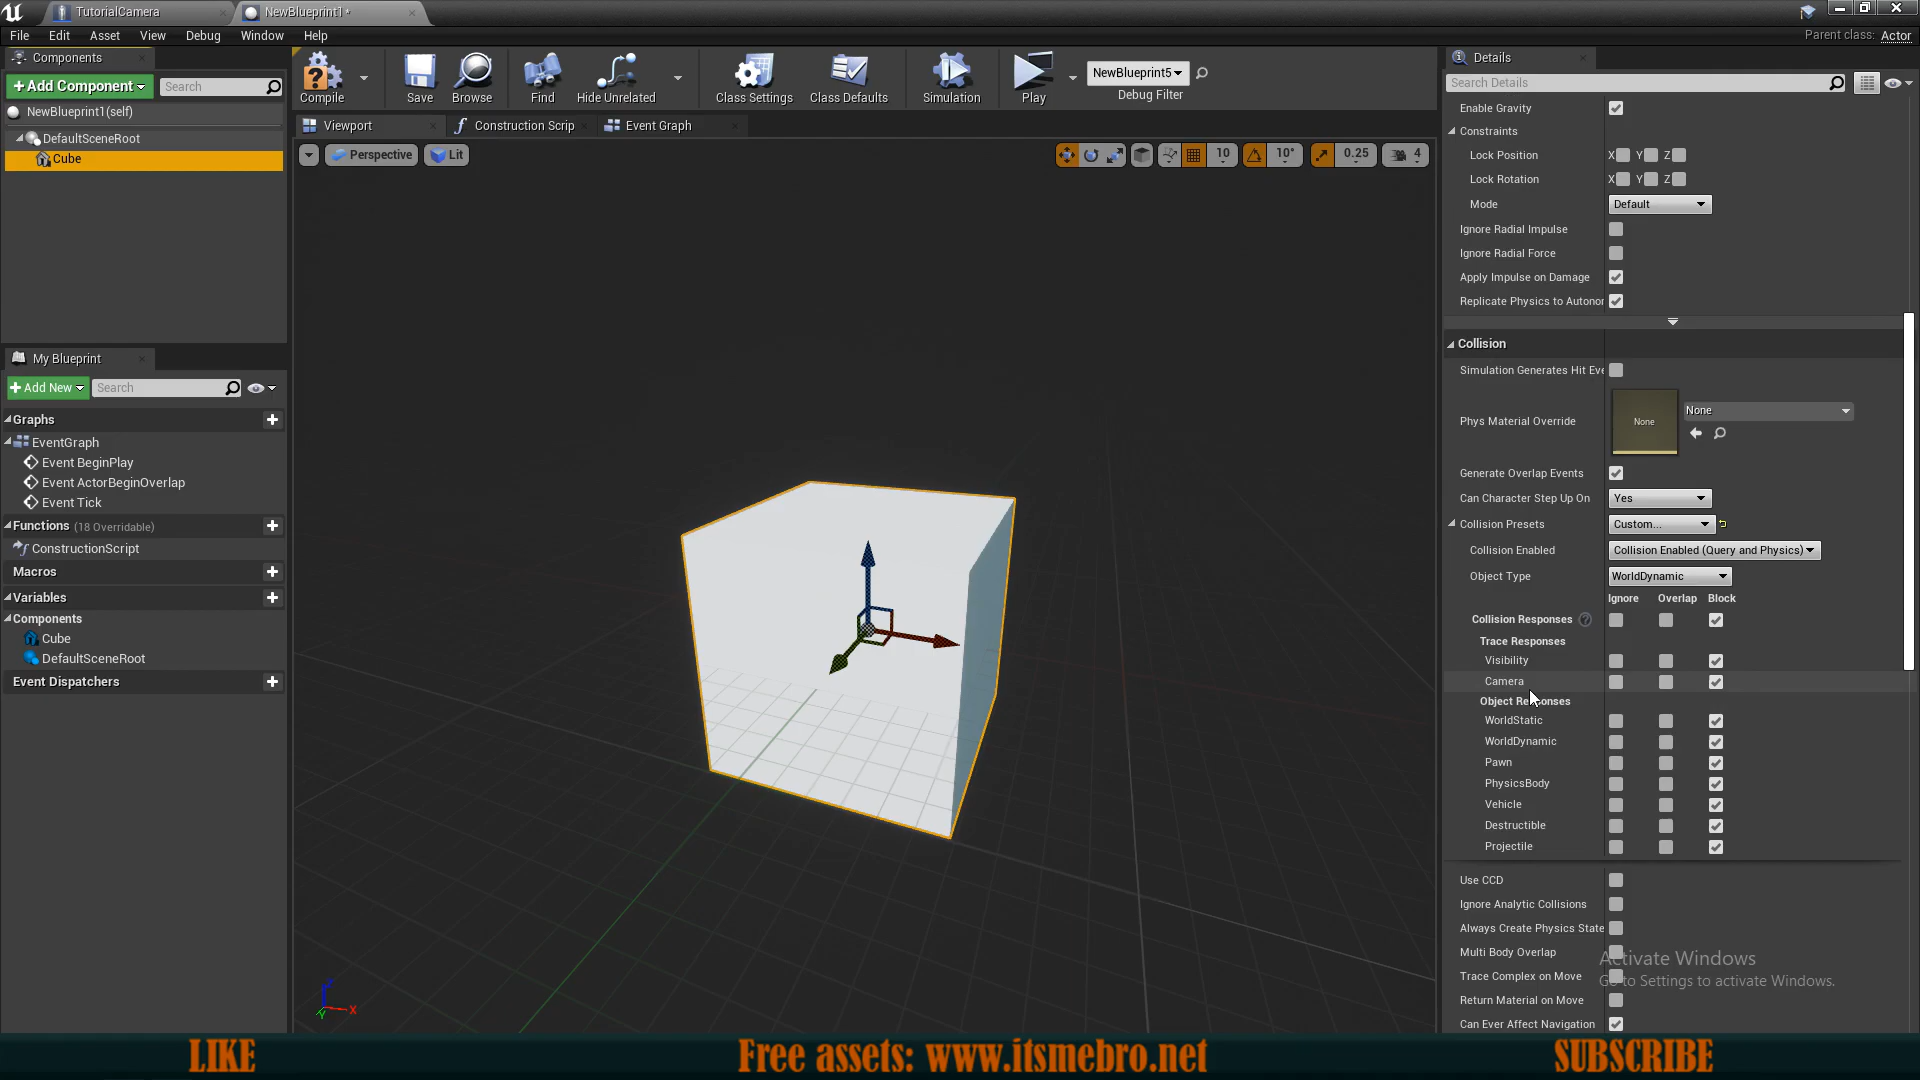 TutorialCamera
NewBlueprint1*
File Edit Asset View Debug Window Help
Parent class: Actor
Components
+ Add Component
Search
NewBlueprint1(self)
DefaultSceneRoot
Cube
Compile
Save
Browse
Find
Hide Unrelated
Class Settings
Class Defaults
Simulation
Play
NewBlueprint5
Debug Filter
Viewport
Construction Scrip
Event Graph
Perspective
Lit
10
10°
0.25
4
My Blueprint
+ Add New
Search
Graphs
EventGraph
Event BeginPlay
Event ActorBeginOverlap
Event Tick
Functions (18 Overridable)
ConstructionScript
Macros
Variables
Components
Cube
DefaultSceneRoot
Event Dispatchers
Z
X
Y
Details
Search Details
Enable Gravity
Constraints
Lock Position X Y Z
Lock Rotation X Y Z
Mode Default
Ignore Radial Impulse
Ignore Radial Force
Apply Impulse on Damage
Replicate Physics to Autonor
Collision
Simulation Generates Hit Eve
Phys Material Override
None
None
Generate Overlap Events
Can Character Step Up On Yes
Collision Presets Custom...
Collision Enabled Collision Enabled (Query and Physics)
Object Type WorldDynamic
Ignore Overlap Block
Collision Responses
Trace Responses
Visibility
Camera
Object Responses
WorldStatic
WorldDynamic
Pawn
PhysicsBody
Vehicle
Destructible
Projectile
Use CCD
Ignore Analytic Collisions
Always Create Physics State
Multi Body Overlap
Trace Complex on Move
Return Material on Move
Can Ever Affect Navigation
Activate Windows
Go to Settings to activate Windows.
LIKE
Free assets: www.itsmebro.net
SUBSCRIBE